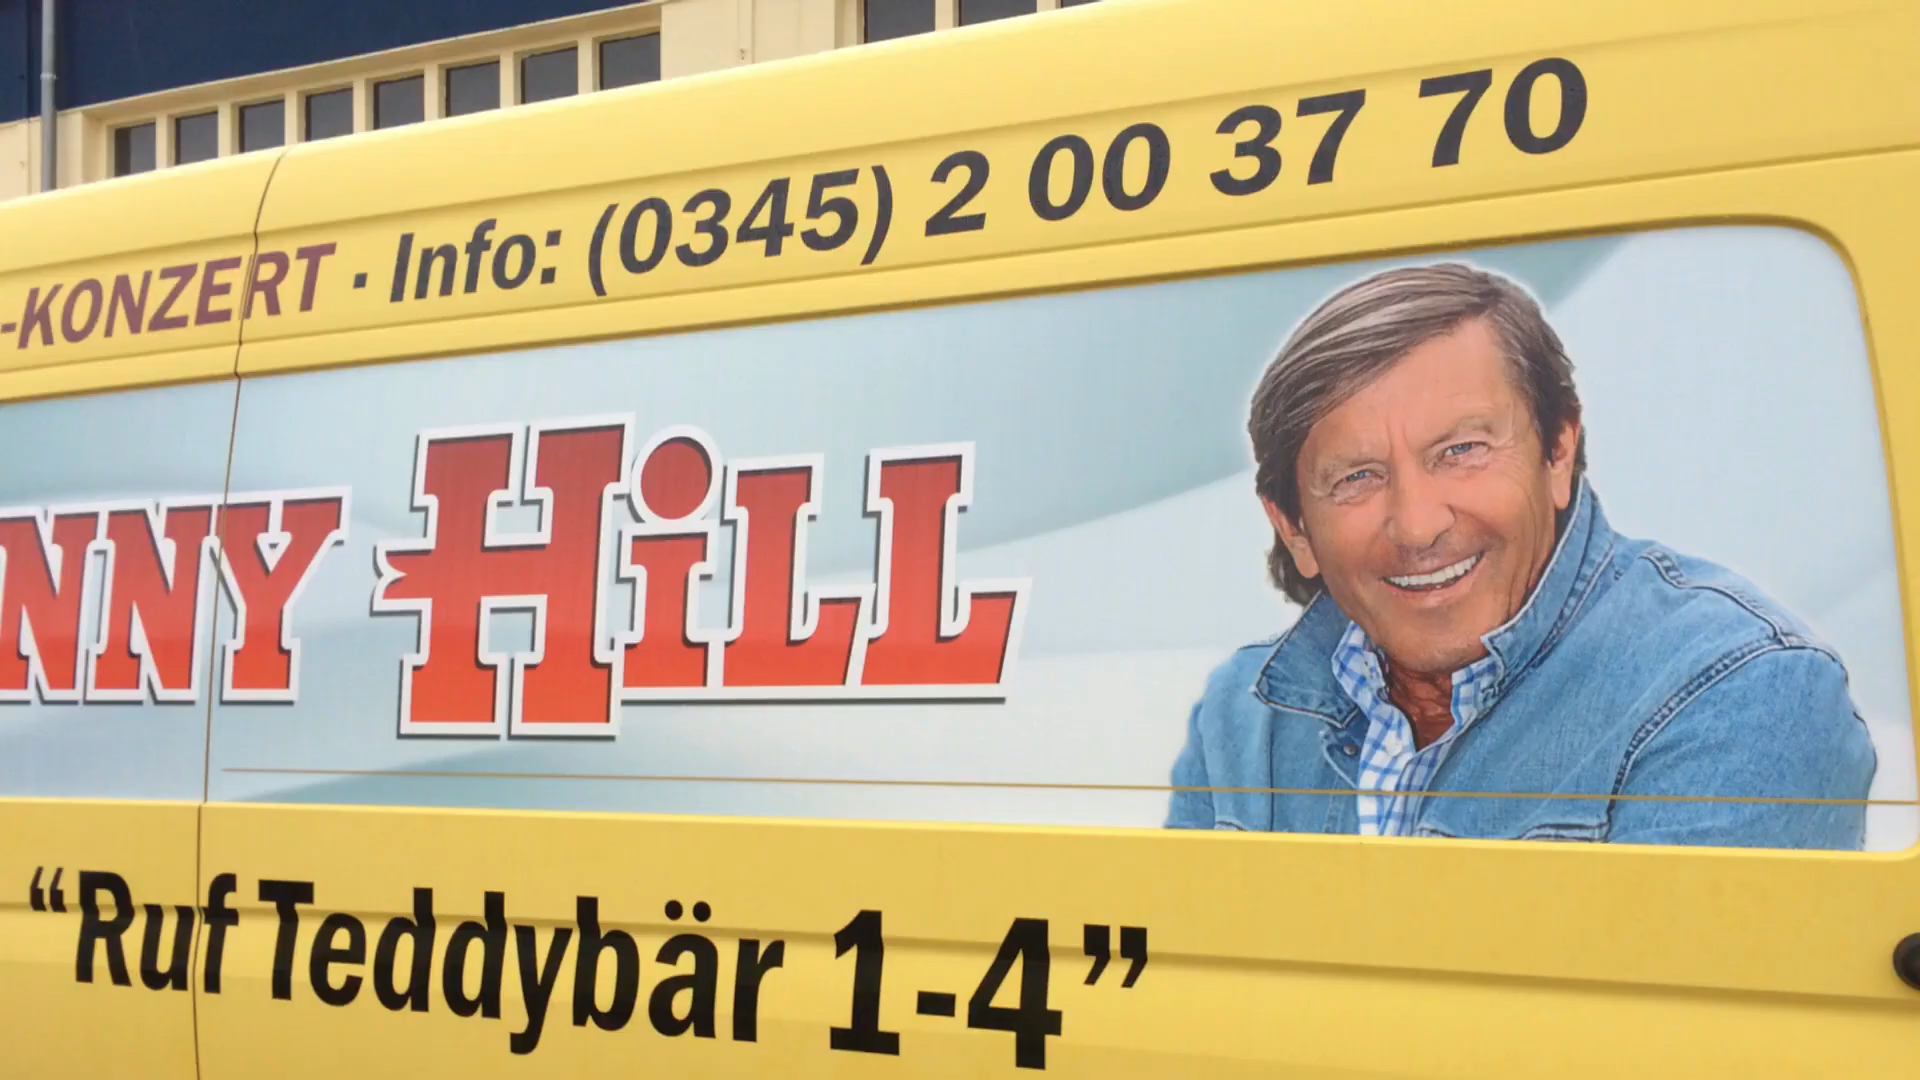 -KONZERT · Info: (0345) 2 00 37 70
NNY HiLL
“Ruf Teddybär 1-4”